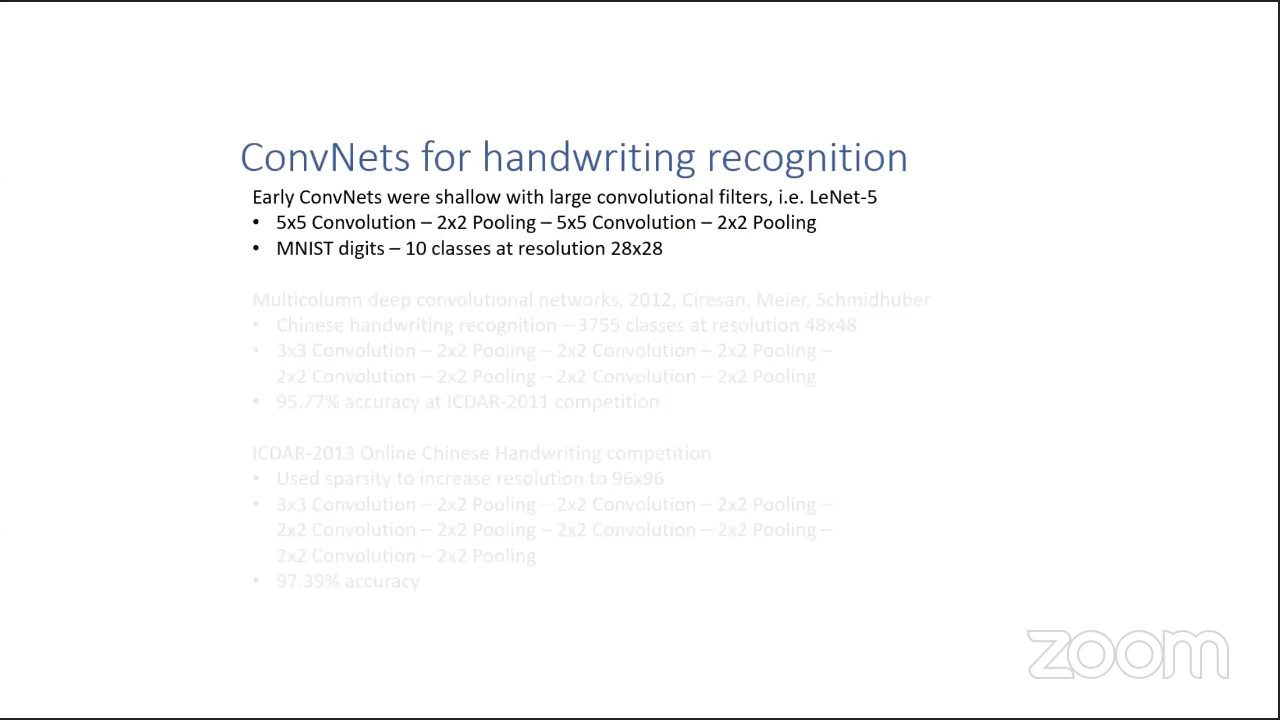 ConvNets for handwriting recognition
Early ConvNets were shallow with large convolutional filters, i.e. LeNet-5
• 5x5 Convolution – 2x2 Pooling – 5x5 Convolution – 2x2 Pooling
• MNIST digits – 10 classes at resolution 28x28
Multicolumn deep convolutional networks, 2012, Ciresan, Meier, Schmidhuber
• Chinese handwriting recognition – 3755 classes at resolution 48x48
• 3x3 Convolution – 2x2 Pooling – 2x2 Convolution – 2x2 Pooling –
2x2 Convolution – 2x2 Pooling – 2x2 Convolution – 2x2 Pooling
• 95.77% accuracy at ICDAR-2011 competition
ICDAR-2013 Online Chinese Handwriting competition
• Used sparsity to increase resolution to 96x96
• 3x3 Convolution – 2x2 Pooling – 2x2 Convolution – 2x2 Pooling –
2x2 Convolution – 2x2 Pooling – 2x2 Convolution – 2x2 Pooling –
2x2 Convolution – 2x2 Pooling
• 97.39% accuracy
zoom